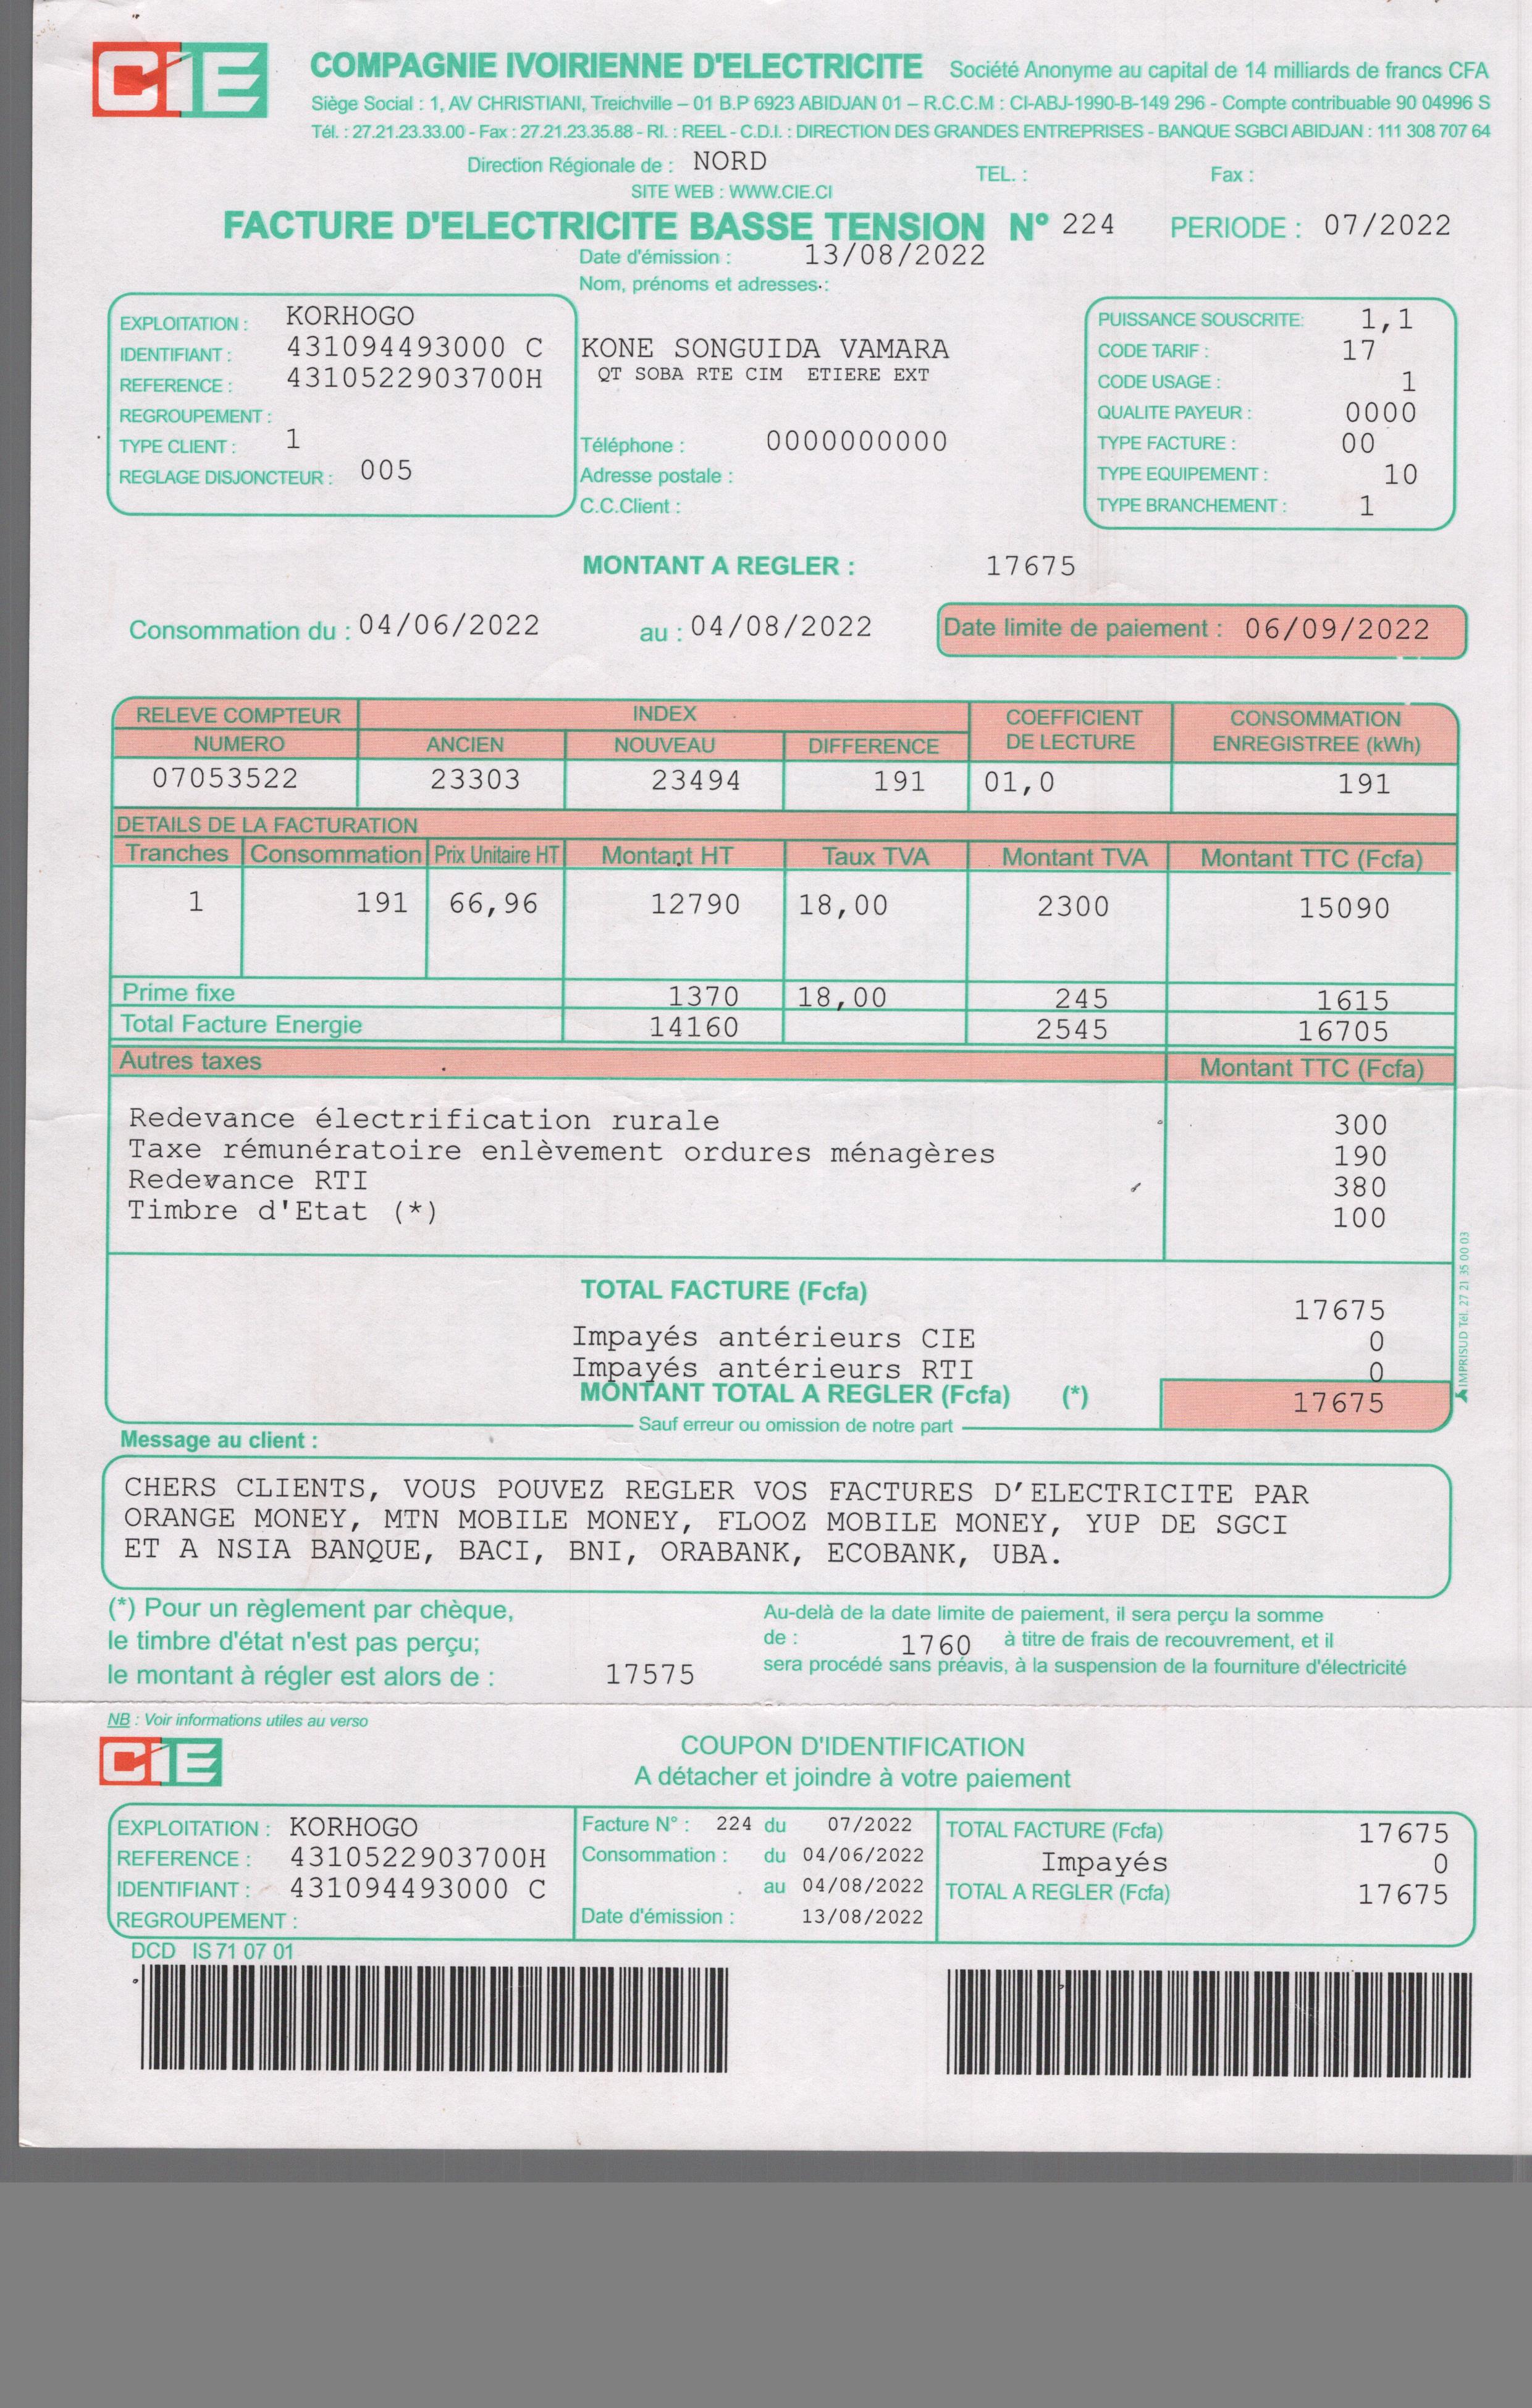 CIE
COMPAGNIE IVOIRIENNE D'ELECTRICITE Société Anonyme au capital de 14 milliards de francs CFA
Siège Social : 1, AV CHRISTIANI, Treichville – 01 B.P 6923 ABIDJAN 01 – R.C.C.M : CI-ABJ-1990-B-149 296 - Compte contribuable 90 04996 S
Tél. : 27.21.23.33.00 - Fax : 27.21.23.35.88 - RI. : REEL - C.D.I. : DIRECTION DES GRANDES ENTREPRISES - BANQUE SGBCI ABIDJAN : 111 308 707 64
Direction Régionale de : NORD TEL. : Fax :
SITE WEB : WWW.CIE.CI
FACTURE D'ELECTRICITE BASSE TENSION N° 224 PERIODE : 07/2022
Date d'émission : 13/08/2022
Nom, prénoms et adresses :
EXPLOITATION : KORHOGO
IDENTIFIANT : 431094493000 C
REFERENCE : 4310522903700H
REGROUPEMENT :
TYPE CLIENT : 1
REGLAGE DISJONCTEUR : 005
KONE SONGUIDA VAMARA
QT SOBA RTE CIM ETIERE EXT
Téléphone : 0000000000
Adresse postale :
C.C.Client :
PUISSANCE SOUSCRITE: 1,1
CODE TARIF : 17
CODE USAGE : 1
QUALITE PAYEUR : 0000
TYPE FACTURE : 00
TYPE EQUIPEMENT : 10
TYPE BRANCHEMENT : 1
MONTANT A REGLER : 17675
Consommation du : 04/06/2022 au : 04/08/2022 Date limite de paiement : 06/09/2022
RELEVE COMPTEUR INDEX COEFFICIENT DE LECTURE CONSOMMATION ENREGISTREE (kWh)
NUMERO ANCIEN NOUVEAU DIFFERENCE
07053522 23303 23494 191 01,0 191
DETAILS DE LA FACTURATION
Tranches Consommation Prix Unitaire HT Montant HT Taux TVA Montant TVA Montant TTC (Fcfa)
1 191 66,96 12790 18,00 2300 15090
Prime fixe 1370 18,00 245 1615
Total Facture Energie 14160 2545 16705
Autres taxes Montant TTC (Fcfa)
Redevance électrification rurale 300
Taxe rémunératoire enlèvement ordures ménagères 190
Redevance RTI 380
Timbre d'Etat (*) 100
TOTAL FACTURE (Fcfa) 17675
Impayés antérieurs CIE 0
Impayés antérieurs RTI 0
MONTANT TOTAL A REGLER (Fcfa) (*) 17675
Sauf erreur ou omission de notre part
IMPRISUD Tél. 27 21 35 00 03
Message au client :
CHERS CLIENTS, VOUS POUVEZ REGLER VOS FACTURES D'ELECTRICITE PAR
ORANGE MONEY, MTN MOBILE MONEY, FLOOZ MOBILE MONEY, YUP DE SGCI
ET A NSIA BANQUE, BACI, BNI, ORABANK, ECOBANK, UBA.
(*) Pour un règlement par chèque,
le timbre d'état n'est pas perçu;
le montant à régler est alors de : 17575
Au-delà de la date limite de paiement, il sera perçu la somme
de : 1760 à titre de frais de recouvrement, et il
sera procédé sans préavis, à la suspension de la fourniture d'électricité
NB : Voir informations utiles au verso
CIE
COUPON D'IDENTIFICATION
A détacher et joindre à votre paiement
EXPLOITATION : KORHOGO
REFERENCE : 4310522903700H
IDENTIFIANT : 431094493000 C
REGROUPEMENT :
Facture N° : 224 du 07/2022
Consommation : du 04/06/2022
au 04/08/2022
Date d'émission : 13/08/2022
TOTAL FACTURE (Fcfa) 17675
Impayés 0
TOTAL A REGLER (Fcfa) 17675
DCD IS 71 07 01